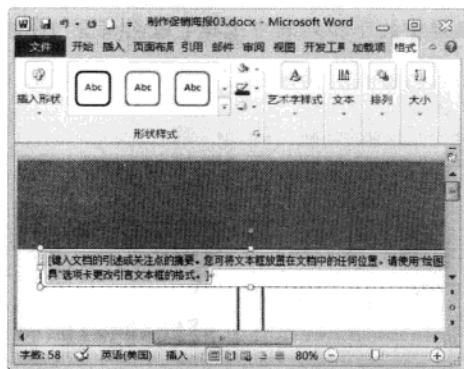 制作促销海报03.docx - Microsoft Word
文件 开始 插入 页面布局 引用 邮件 审阅 视图 开发工具 加载项 格式
Abc Abc Abc
插入形状 艺术字样式 文本 排列 大小
形状样式
[键入文档的引述或关注点的摘要。您可将文本框放置在文档中的任何位置。请使用“绘图
具”选项卡更改引言文本框的格式。]
字数: 58 英语(美国) 插入 80%